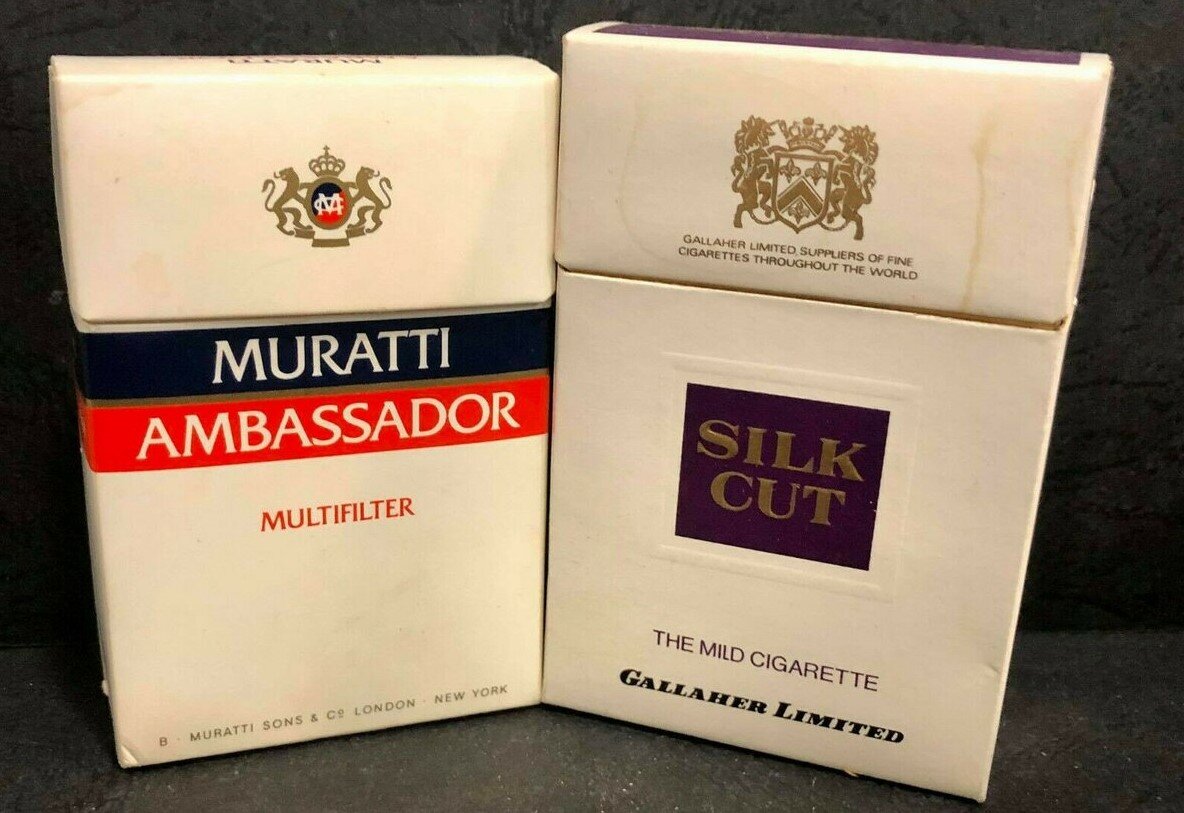 MURATTI
MURATTI
AMBASSADOR
MULTIFILTER
B · MURATTI SONS & Cº LONDON · NEW YORK
GALLAHER LIMITED. SUPPLIERS OF FINE
CIGARETTES THROUGHOUT THE WORLD
SILK
CUT
THE MILD CIGARETTE
GALLAHER LIMITED